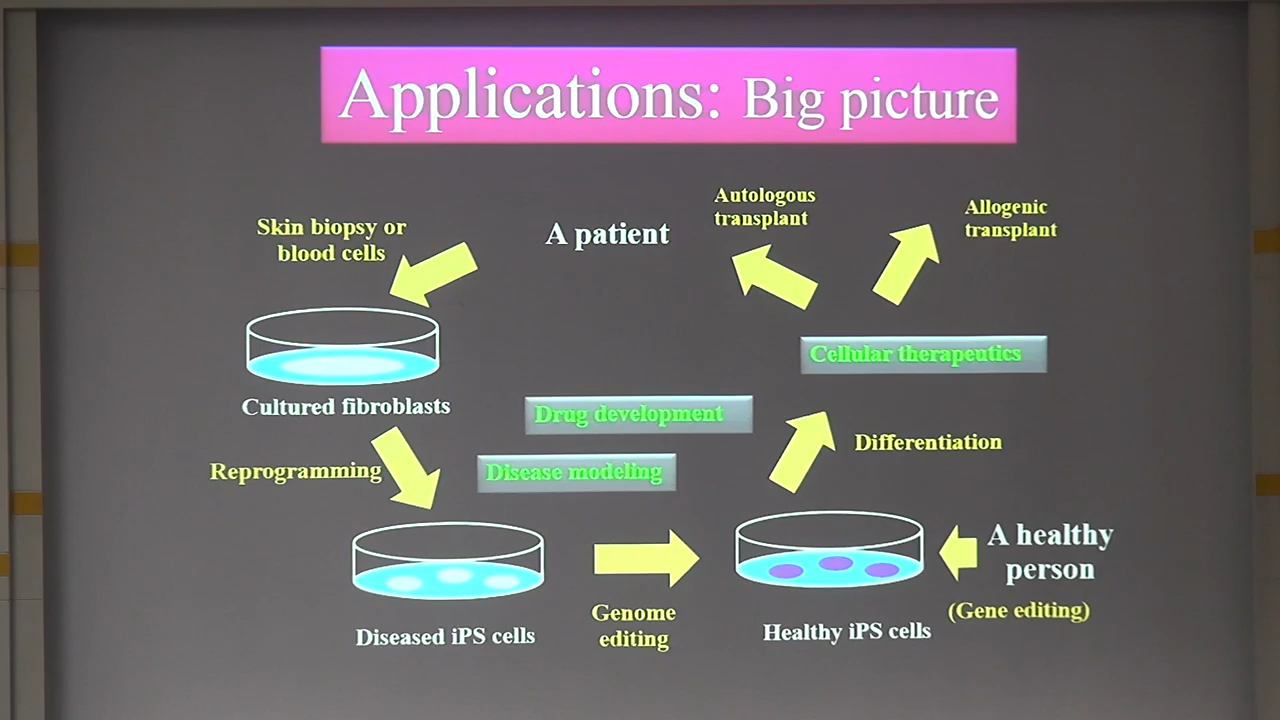 Applications: Big picture
Skin biopsy or
blood cells
A patient
Autologous
transplant
Allogenic
transplant
Cellular therapeutics
Cultured fibroblasts
Drug development
Reprogramming
Disease modeling
Differentiation
A healthy
person
(Gene editing)
Genome
editing
Diseased iPS cells
Healthy iPS cells